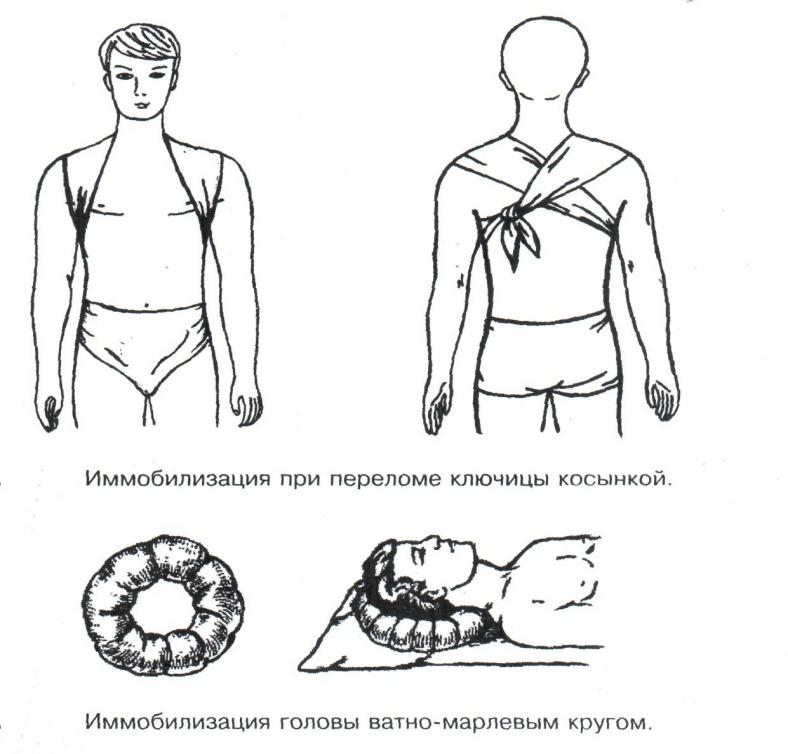 Иммобилизация при переломе ключицы косынкой.
Иммобилизация головы ватно-марлевым кругом.